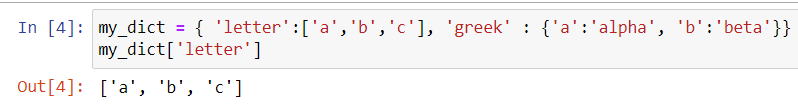 In [4]: my_dict = { 'letter':['a','b','c'], 'greek' : {'a':'alpha', 'b':'beta'}}
my_dict['letter']
Out[4]: ['a', 'b', 'c']